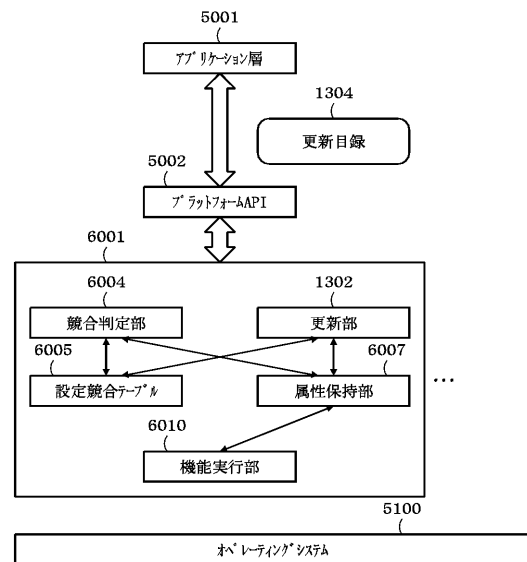 5001
ｱﾌﾟﾘｹｰｼｮﾝ層
1304
更新目録
5002
ﾌﾟﾗｯﾄﾌｫｰﾑAPI
6001
6004
競合判定部
1302
更新部
6005
設定競合ﾃｰﾌﾞﾙ
6007
属性保持部
…
6010
機能実行部
5100
ｵﾍﾟﾚｰﾃｨﾝｸﾞｼｽﾃﾑ